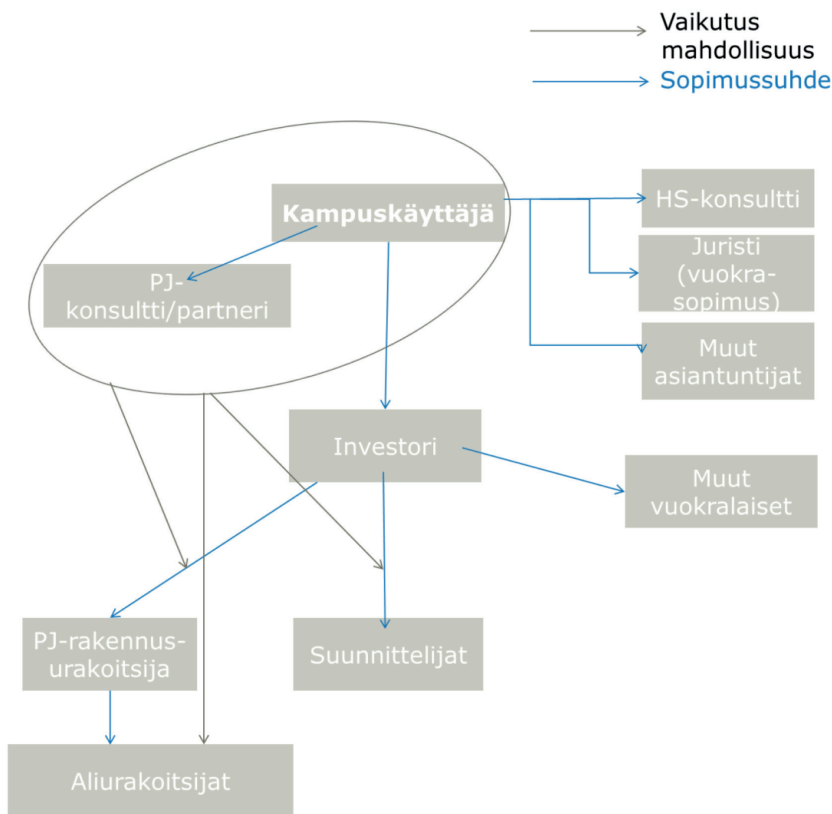 Vaikutus
mahdollisuus
Sopimussuhde
Kampuskäyttäjä
HS-konsultti
PJ-
konsultti/partneri
Juristi
(vuokra-
sopimus)
Muut
asiantuntijat
Investori
Muut
vuokralaiset
PJ-rakennus-
urakoitsija
Suunnittelijat
Aliurakoitsijat